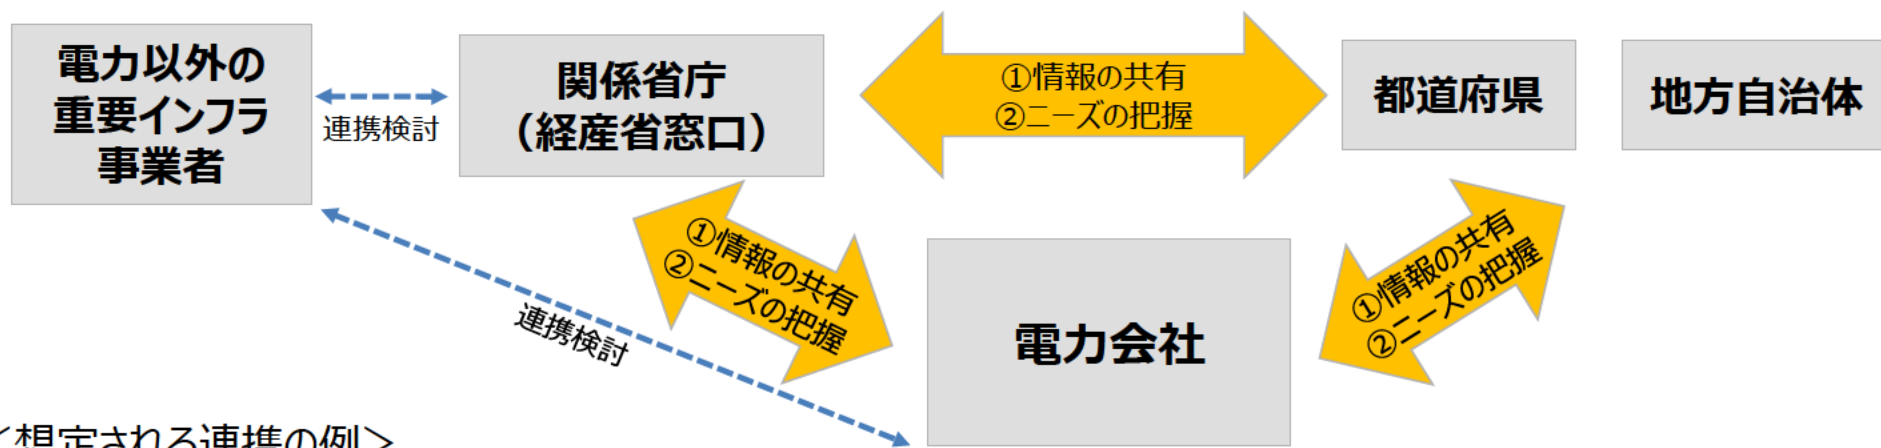 電力以外の
重要インフラ
事業者
連携検討
関係省庁
(経産省窓口)
①情報の共有
②ニーズの把握
都道府県
地方自治体
①情報の共有
②ニーズの把握
連携検討
電力会社
①情報の共有
②ニーズの把握
<想定される連携の例>